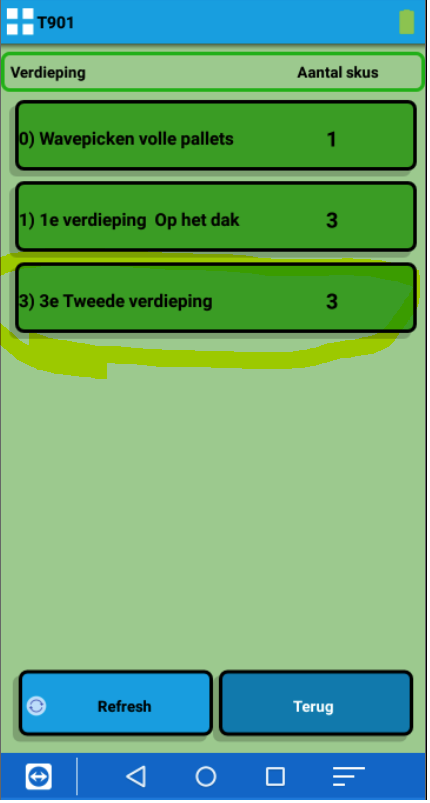 T901
Verdieping Aantal skus
0) Wavepicken volle pallets 1
1) 1e verdieping  Op het dak 3
3) 3e Tweede verdieping 3
Refresh Terug